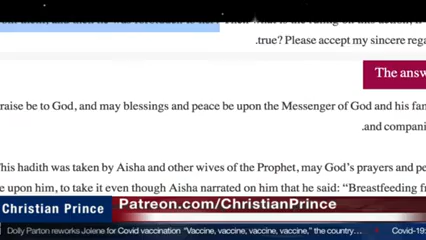 .true? Please accept my sincere rega
The answ
raise be to God, and may blessings and peace be upon the Messenger of God and his fam
.and compani
his hadith was taken by Aisha and other wives of the Prophet, may God's prayers and pe
e upon him, to take it even though Aisha narrated on him that he said: "Breastfeeding fr
Christian Prince
Patreon.com/ChristianPrince
Dolly Parton reworks Jolene for Covid vaccination "Vaccine, vaccine, vaccine, vaccine," the country…
Covid-19: